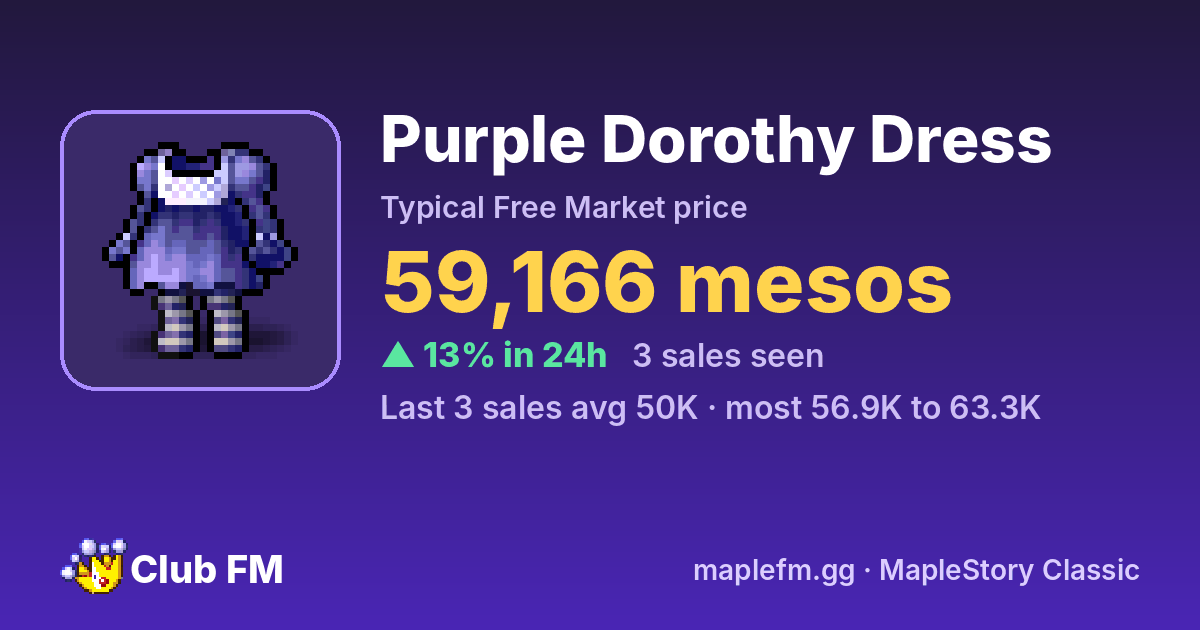 Purple Dorothy Dress
Typical Free Market price
59,166 mesos
▲ 13% in 24h 3 sales seen
Last 3 sales avg 50K · most 56.9K to 63.3K
Club FM
maplefm.gg · MapleStory Classic